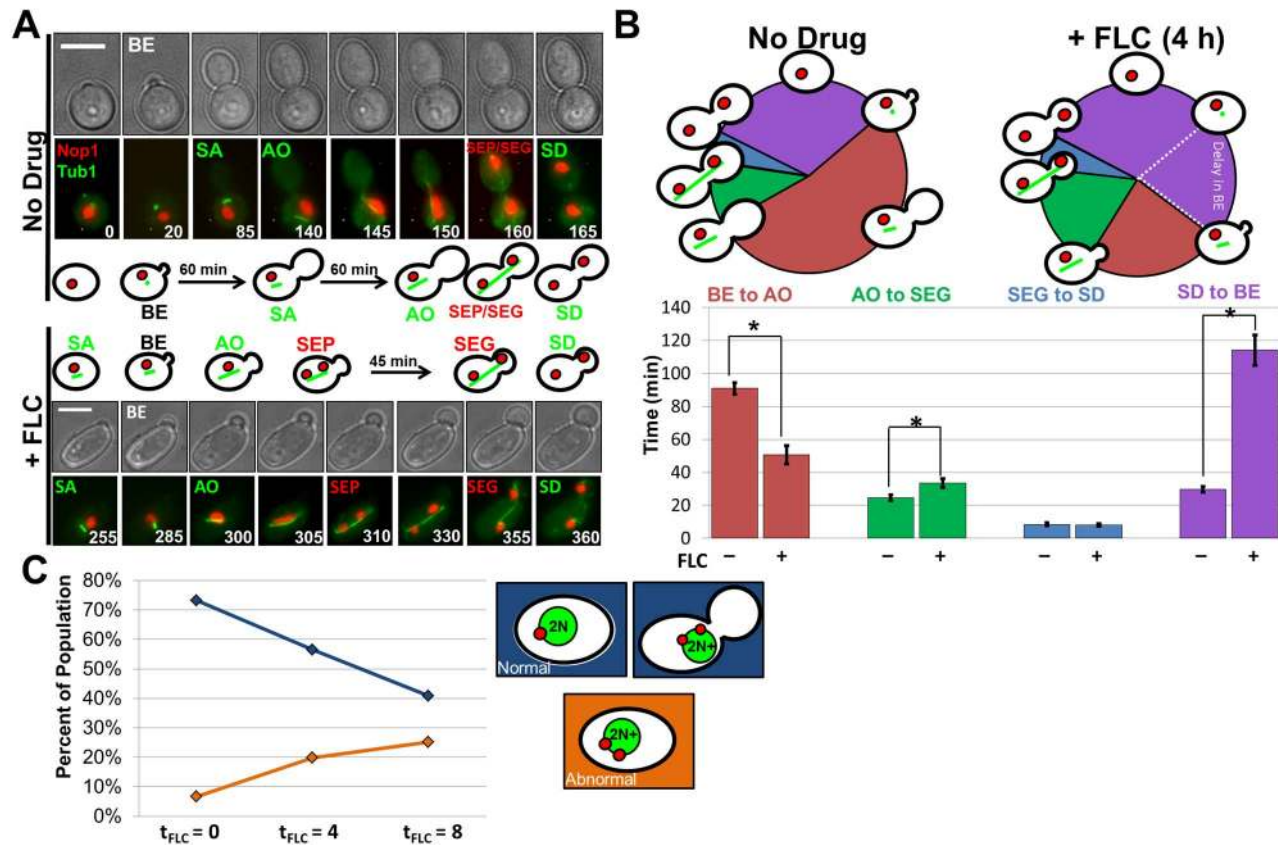 A
No Drug
BE
Nop1
Tub1
SA
AO
SEP/SEG
SD
0
20
85
140
145
150
160
165
60 min
60 min
BE
SA
AO
SEP/SEG
SD
+ FLC
SA
BE
AO
SEP
45 min
SEG
SD
BE
SA
AO
SEP
SEG
SD
255
285
300
305
310
330
355
360
B
No Drug
+ FLC (4 h)
Delay in BE
BE to AO
AO to SEG
SEG to SD
SD to BE
Time (min)
140
120
100
80
60
40
20
0
*
*
*
FLC
− + − + − + − +
C
Percent of Population
80%
70%
60%
50%
40%
30%
20%
10%
0%
tFLC = 0
tFLC = 4
tFLC = 8
2N
Normal
2N+
2N+
Abnormal